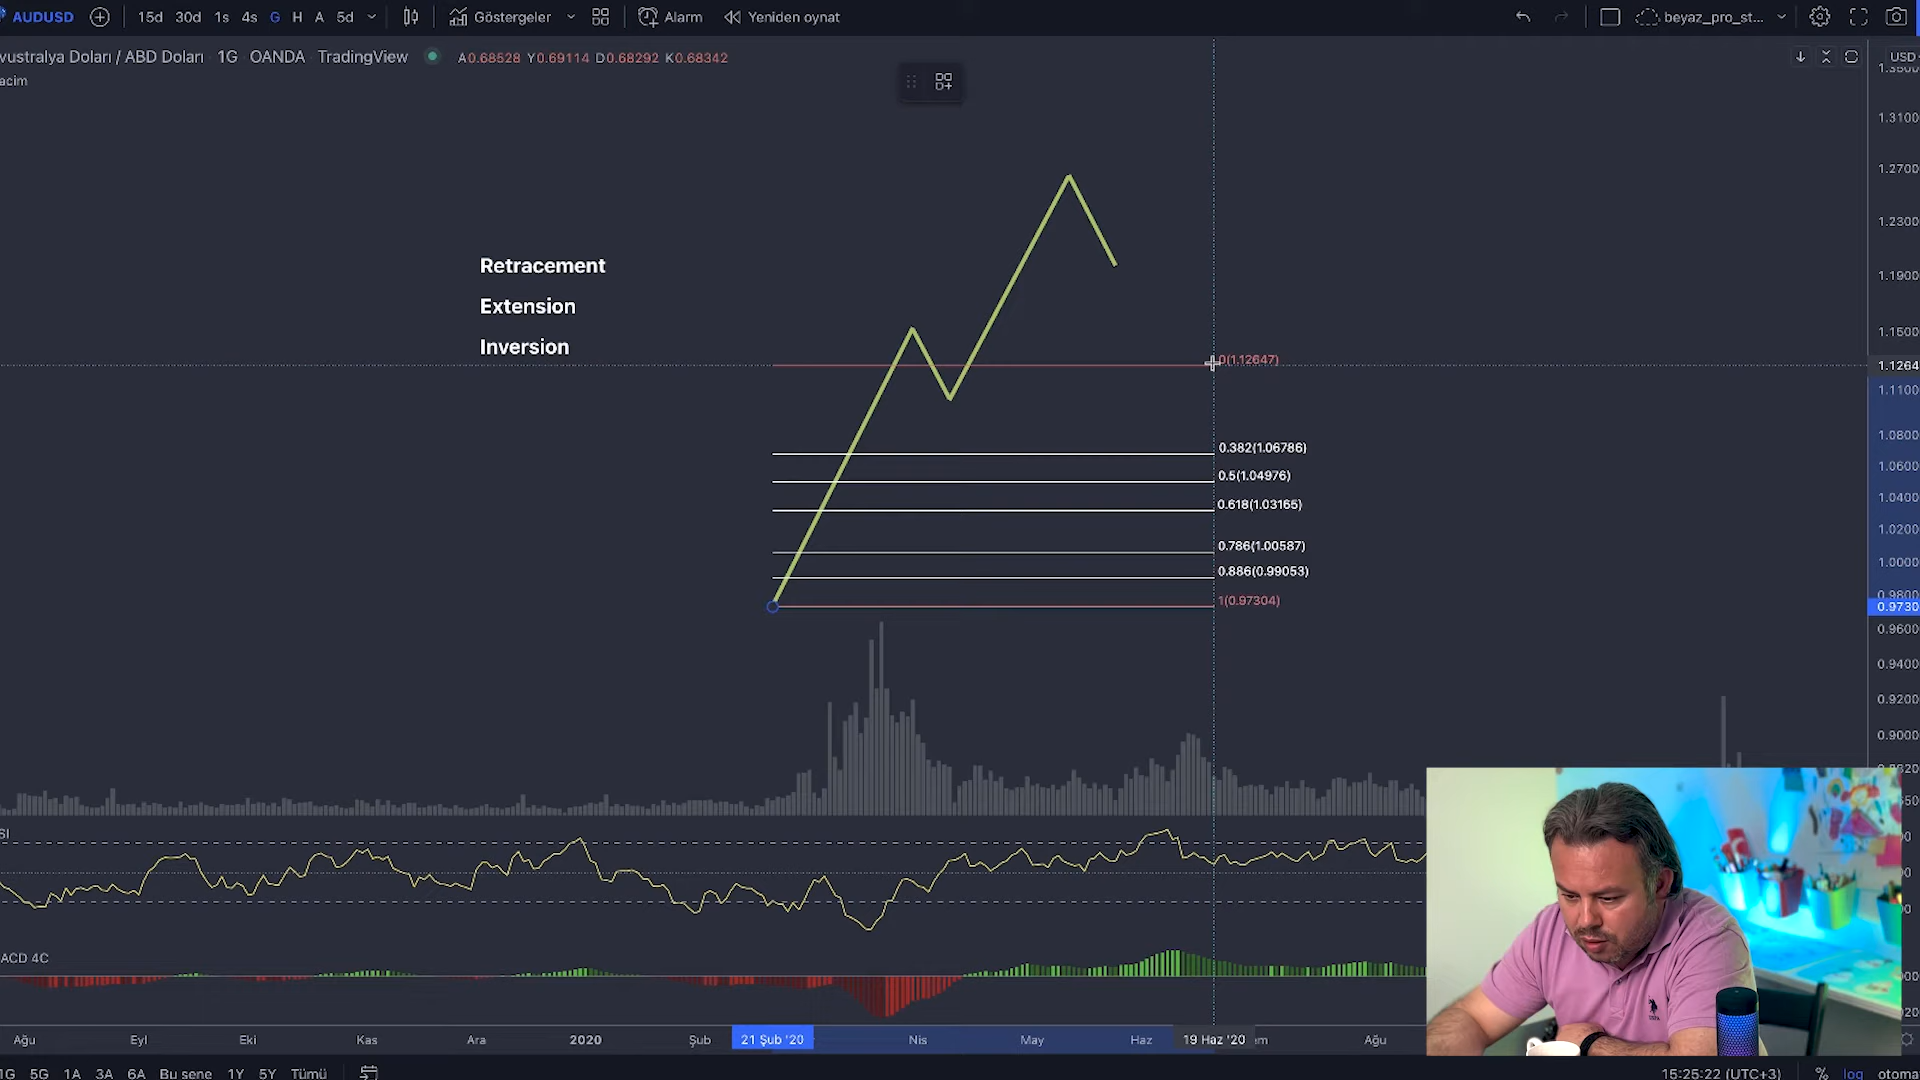 AUDUSD 15d 30d 1s 4s G H A 5d Göstergeler Alarm Yeniden oynat beyaz_pro_st...
vustralya Doları / ABD Doları 1G OANDA TradingView A0.68528 Y0.69114 D0.68292 K0.68342 USD
acim
1.3100
1.2700
1.2300
Retracement
1.1900
Extension
1.1500
Inversion
0(1.12647)
1.1264
1.1100
1.0800
0.382(1.06786)
1.0600
0.5(1.04976)
1.0400
0.618(1.03165)
1.0200
0.786(1.00587)
1.0000
0.886(0.99053)
0.9800
1(0.97304)
0.9730
0.9600
0.9400
0.9200
0.9000
SI
ACD 4C
Ağu Eyl Eki Kas Ara 2020 Şub 21 Şub '20 Nis May Haz 19 Haz '20 em Ağu
1G 5G 1A 3A 6A Bu sene 1Y 5Y Tümü 15:25:22 (UTC+3) % log otoma